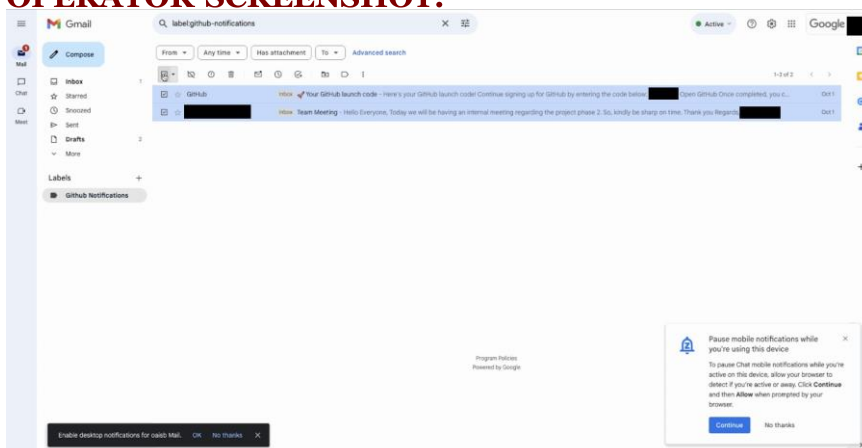 OPERATOR SCREENSHOT:
Gmail
label:github-notifications
Active
Google
Mail
Chat
Meet
Compose
Inbox 1
Starred
Snoozed
Sent
Drafts 2
More
Labels
Github Notifications
From Any time Has attachment To Advanced search
1-2 of 2
GitHub Inbox 🚀 Your GitHub launch code - Here's your GitHub launch code! Continue signing up for GitHub by entering the code below: Open GitHub Once completed, you c... Oct 1
Inbox Team Meeting - Hello Everyone, Today we will be having an internal meeting regarding the project phase 2. So, kindly be sharp on time. Thank you Regards, Oct 1
Program Policies
Powered by Google
Pause mobile notifications while
you're using this device
To pause Chat mobile notifications while you're
active on this device, allow your browser to
detect if you're active or away. Click Continue
and then Allow when prompted by your
browser.
Continue No thanks
Enable desktop notifications for oaisb Mail. OK No thanks